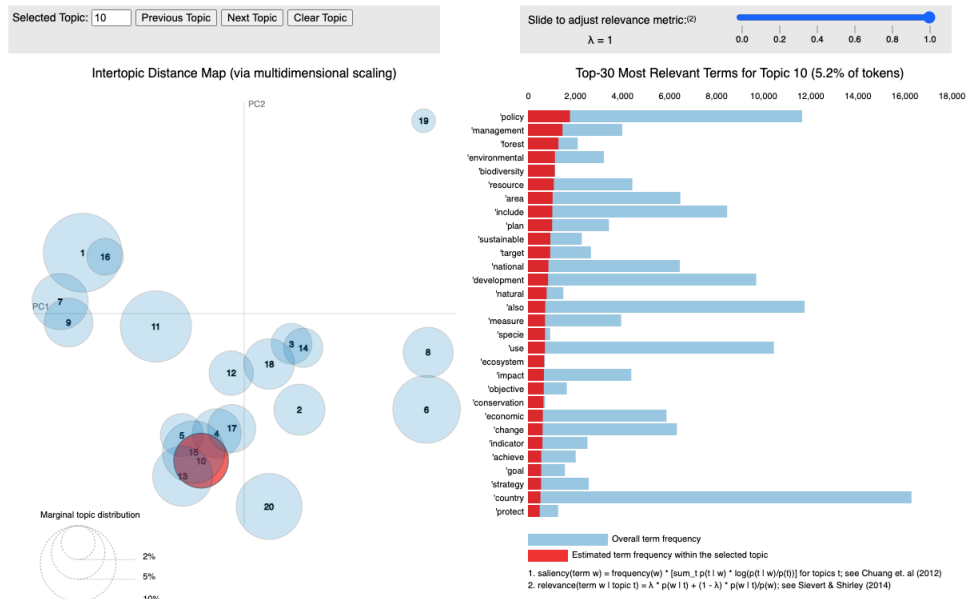 Selected Topic: 10 Previous Topic Next Topic Clear Topic
Slide to adjust relevance metric:(2)
λ = 1
0.0 0.2 0.4 0.6 0.8 1.0
Intertopic Distance Map (via multidimensional scaling)
PC2
PC1
19
1
16
7
9
11
3
14
8
18
12
2
6
17
4
5
15
10
13
20
Marginal topic distribution
2%
5%
10%
Top-30 Most Relevant Terms for Topic 10 (5.2% of tokens)
0 2,000 4,000 6,000 8,000 10,000 12,000 14,000 16,000 18,000
'policy
'management
'forest
'environmental
'biodiversity
'resource
'area
'include
'plan
'sustainable
'target
'national
'development
'natural
'also
'measure
'specie
'use
'ecosystem
'impact
'objective
'conservation
'economic
'change
'indicator
'achieve
'goal
'strategy
'country
'protect
Overall term frequency
Estimated term frequency within the selected topic
1. saliency(term w) = frequency(w) * [sum_t p(t | w) * log(p(t | w)/p(t))] for topics t; see Chuang et. al (2012)
2. relevance(term w | topic t) = λ * p(w | t) + (1 - λ) * p(w | t)/p(w); see Sievert & Shirley (2014)